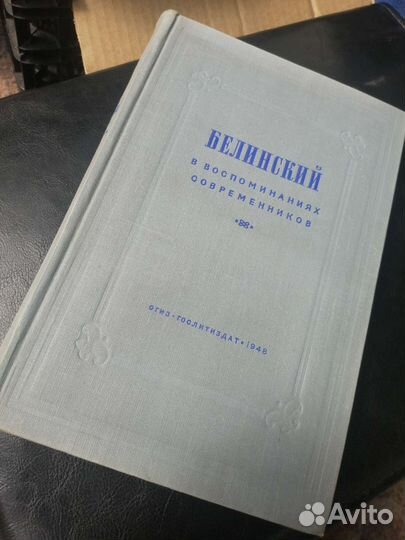 БЕЛИНСКИЙ
В ВОСПОМИНАНИЯХ
СОВРЕМЕННИКОВ
ОГИЗ-ГОСЛИТИЗДАТ•1948
Avito